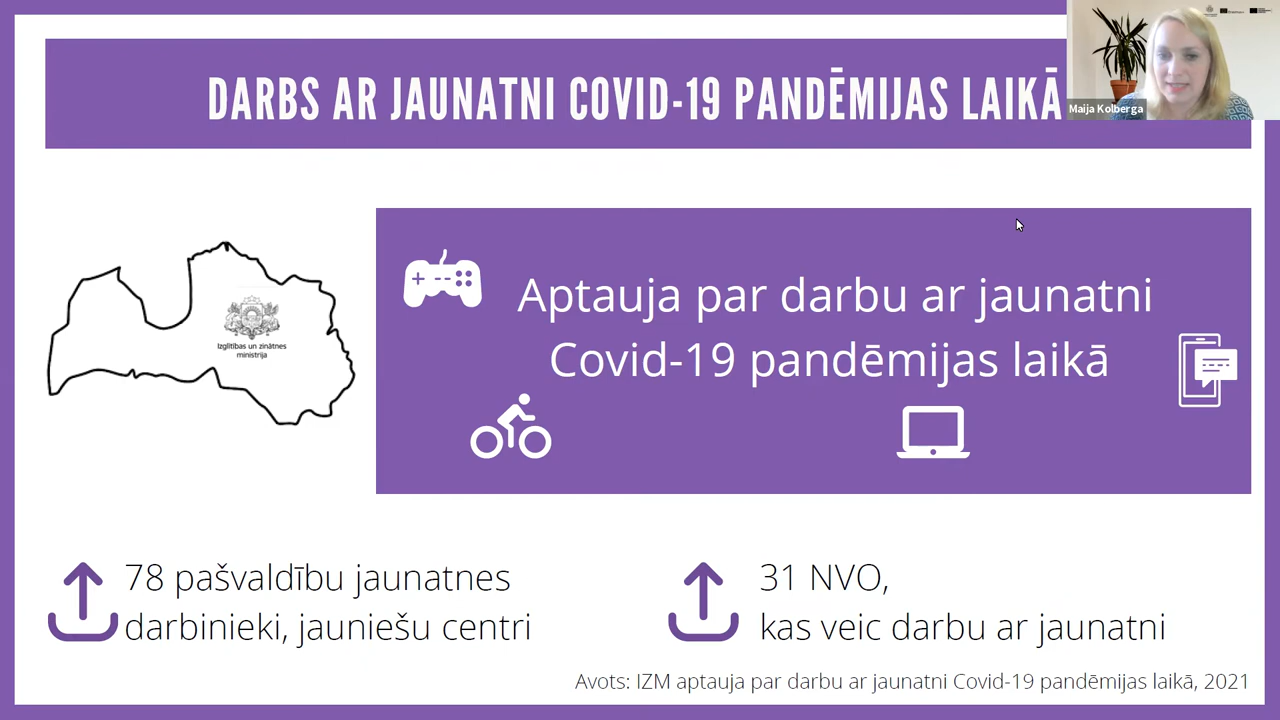 DARBS AR JAUNATNI COVID-19 PANDĒMIJAS LAIKĀ
Maija Kolberga
Aptauja par darbu ar jaunatni
Covid-19 pandēmijas laikā
Izglītības un zinātnes
ministrija
78 pašvaldību jaunatnes
darbinieki, jauniešu centri
31 NVO,
kas veic darbu ar jaunatni
Avots: IZM aptauja par darbu ar jaunatni Covid-19 pandēmijas laikā, 2021